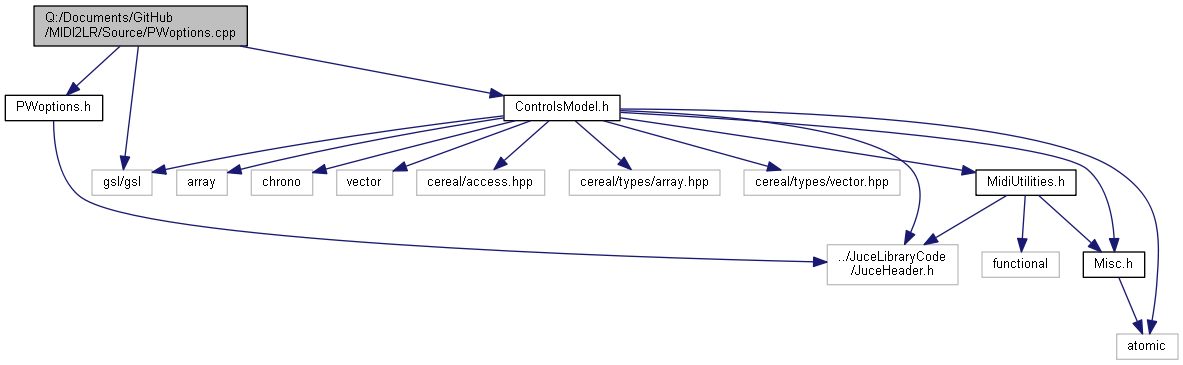 Q:/Documents/GitHub
/MIDI2LR/Source/PWoptions.cpp
PWoptions.h
ControlsModel.h
gsl/gsl
array
chrono
vector
cereal/access.hpp
cereal/types/array.hpp
cereal/types/vector.hpp
MidiUtilities.h
../JuceLibraryCode
/JuceHeader.h
functional
Misc.h
atomic